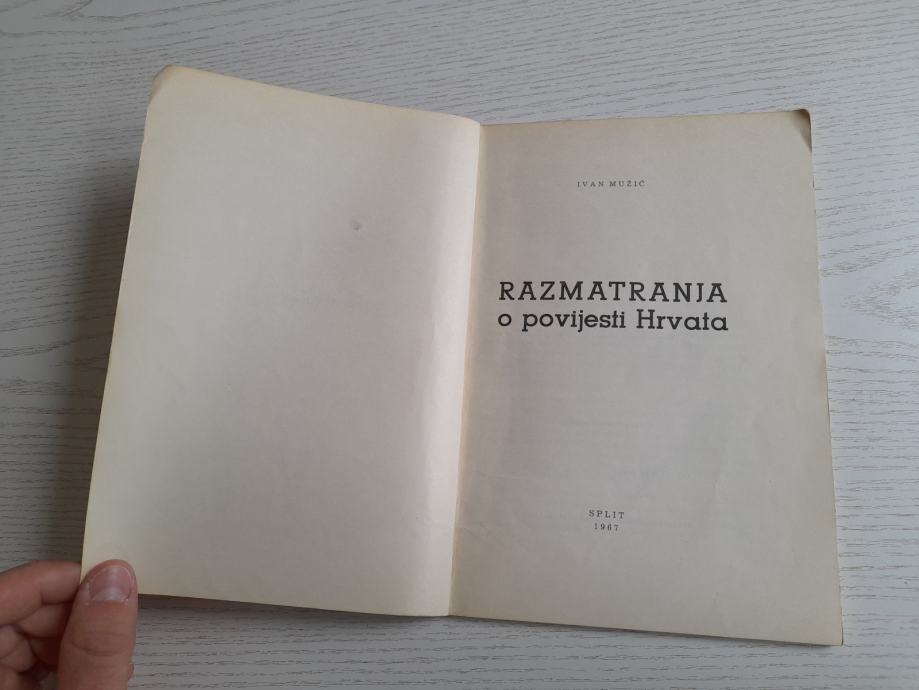 IVAN MUŽIĆ
RAZMATRANJA
o povijesti Hrvata
SPLIT
1967